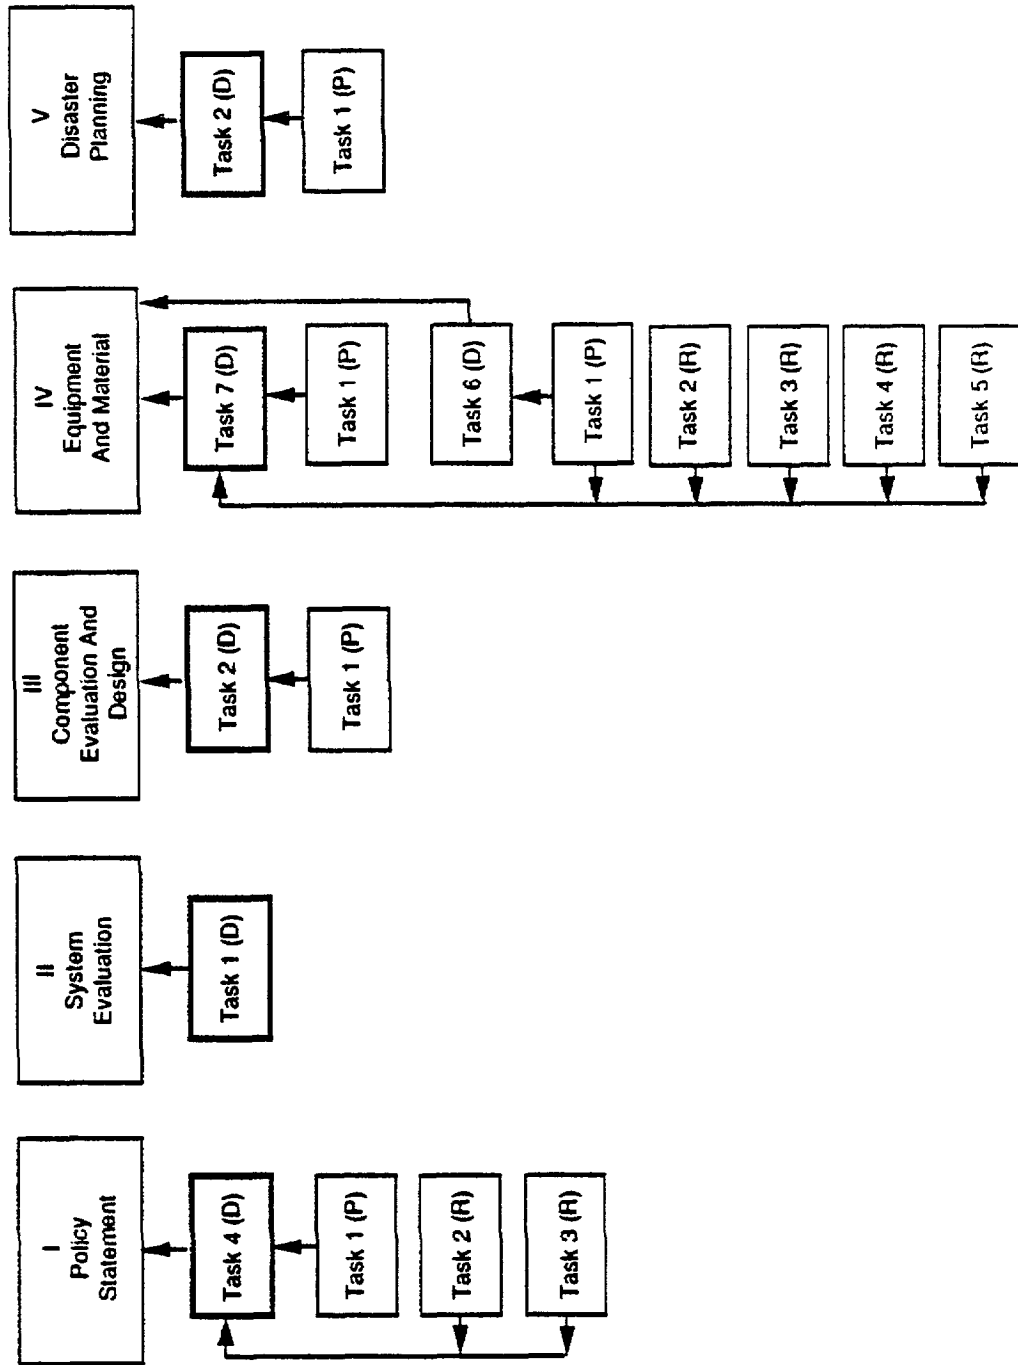 I
Policy
Statement
Task 4 (D)
Task 1 (P)
Task 2 (R)
Task 3 (R)
II
System
Evaluation
Task 1 (D)
III
Component
Evaluation And
Design
Task 2 (D)
Task 1 (P)
IV
Equipment
And Material
Task 7 (D)
Task 1 (P)
Task 6 (D)
Task 1 (P)
Task 2 (R)
Task 3 (R)
Task 4 (R)
Task 5 (R)
V
Disaster
Planning
Task 2 (D)
Task 1 (P)